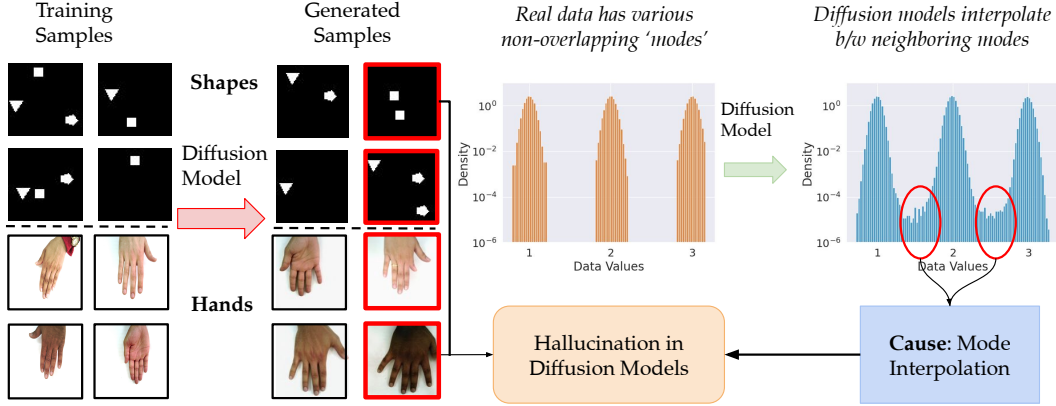 Training
Samples
Generated
Samples
Real data has various
non-overlapping ‘modes’
Diffusion models interpolate
b/w neighboring modes
Shapes
Diffusion
Model
Hands
Density
10^0
10^-2
10^-4
10^-6
1
2
3
Data Values
Diffusion
Model
Density
10^0
10^-2
10^-4
10^-6
1
2
3
Data Values
Hallucination in
Diffusion Models
Cause: Mode
Interpolation